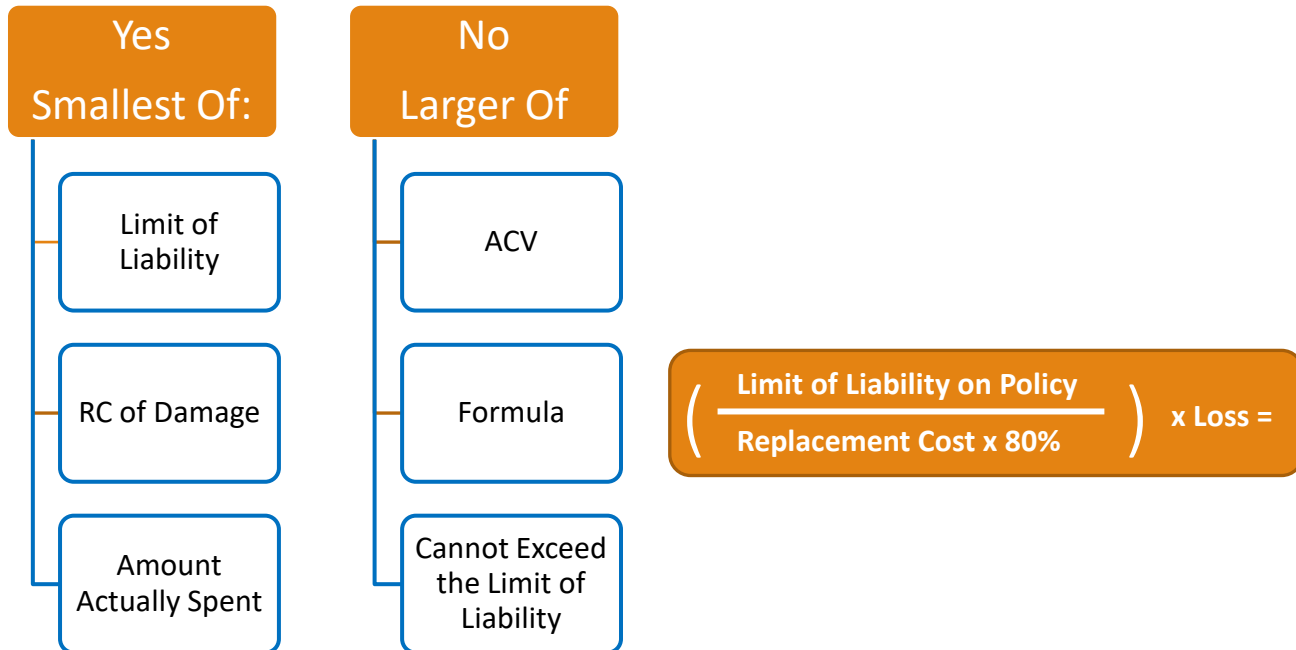 Yes
Smallest Of:
Limit of
Liability
RC of Damage
Amount
Actually Spent
No
Larger Of
ACV
Formula
Cannot Exceed
the Limit of
Liability
( Limit of Liability on Policy
Replacement Cost x 80% ) x Loss =